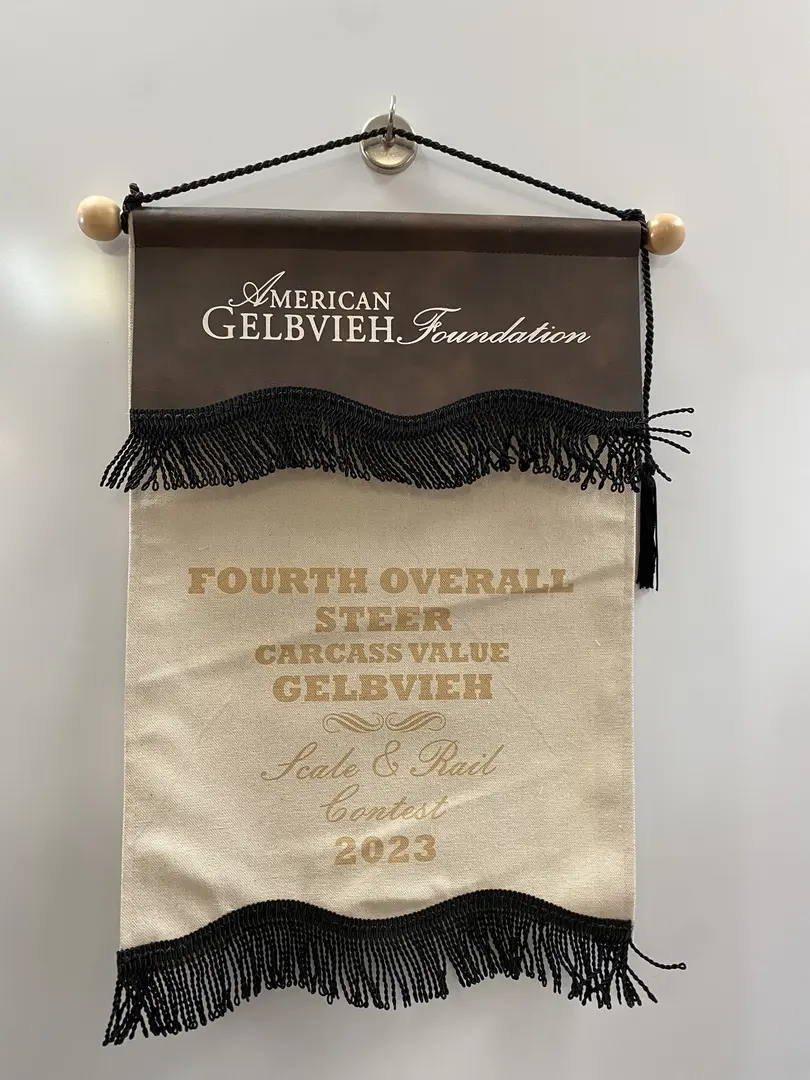 AMERICAN
GELBVIEH Foundation
FOURTH OVERALL
STEER
CARCASS VALUE
GELBVIEH
Scale & Rail
Contest
2023